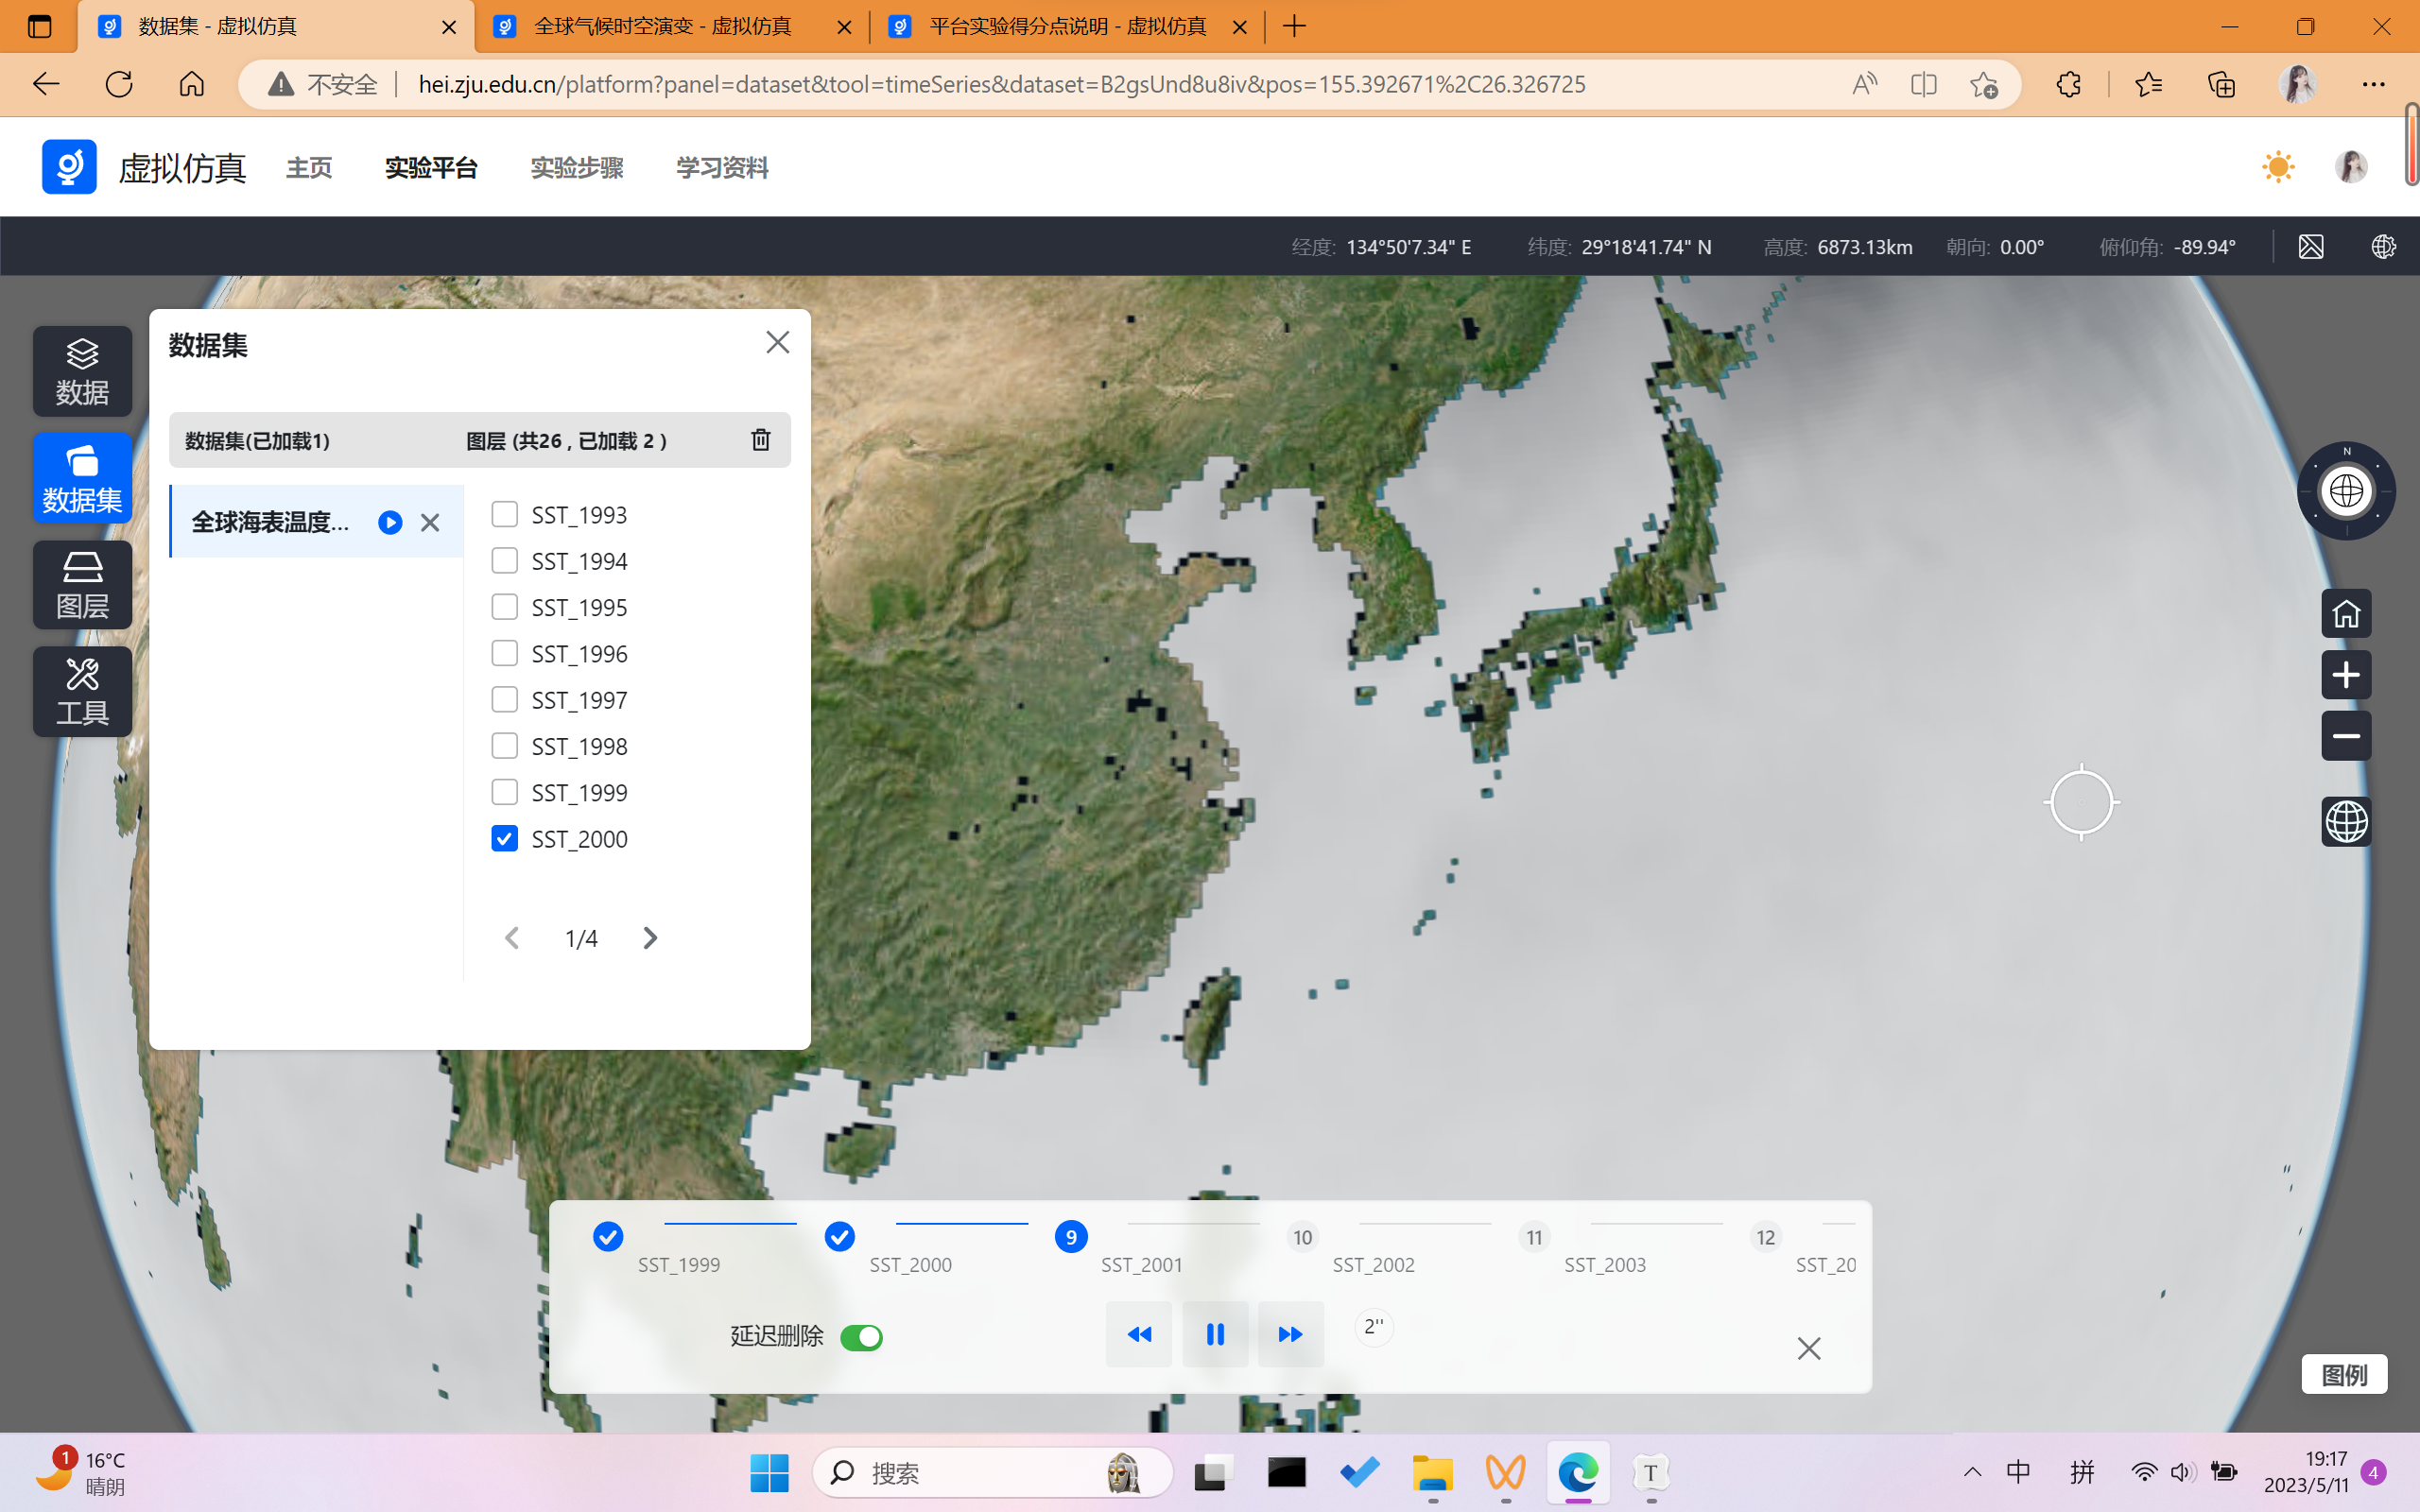 数据集 - 虚拟仿真
全球气候时空演变 - 虚拟仿真
平台实验得分点说明 - 虚拟仿真
不安全
hei.zju.edu.cn/platform?panel=dataset&tool=timeSeries&dataset=B2gsUnd8u8iv&pos=155.392671%2C26.326725
虚拟仿真
主页
实验平台
实验步骤
学习资料
经度: 134°50'7.34" E
纬度: 29°18'41.74" N
高度: 6873.13km
朝向: 0.00°
俯仰角: -89.94°
数据
数据集
图层
工具
数据集
数据集(已加载1)
图层 (共26 , 已加载 2 )
全球海表温度...
SST_1993
SST_1994
SST_1995
SST_1996
SST_1997
SST_1998
SST_1999
SST_2000
1/4
N
9
10
11
12
SST_1999
SST_2000
SST_2001
SST_2002
SST_2003
SST_20
延迟删除
2''
图例
1
16°C
晴朗
搜索
T
中
拼
19:17
2023/5/11
4